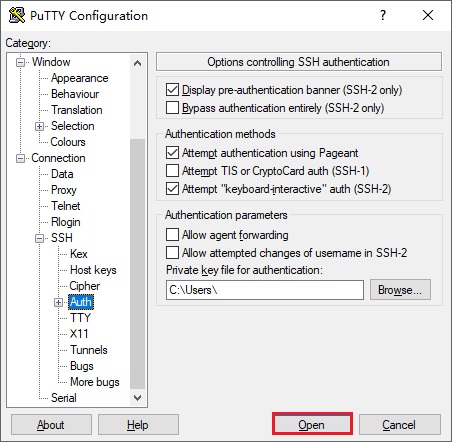 PuTTY Configuration
?
Category:
Window
Appearance
Behaviour
Translation
Selection
Colours
Connection
Data
Proxy
Telnet
Rlogin
SSH
Kex
Host keys
Cipher
Auth
TTY
X11
Tunnels
Bugs
More bugs
Serial
Options controlling SSH authentication
Display pre-authentication banner (SSH-2 only)
Bypass authentication entirely (SSH-2 only)
Authentication methods
Attempt authentication using Pageant
Attempt TIS or CryptoCard auth (SSH-1)
Attempt "keyboard-interactive" auth (SSH-2)
Authentication parameters
Allow agent forwarding
Allow attempted changes of username in SSH-2
Private key file for authentication:
C:\Users\
Browse...
About
Help
Open
Cancel